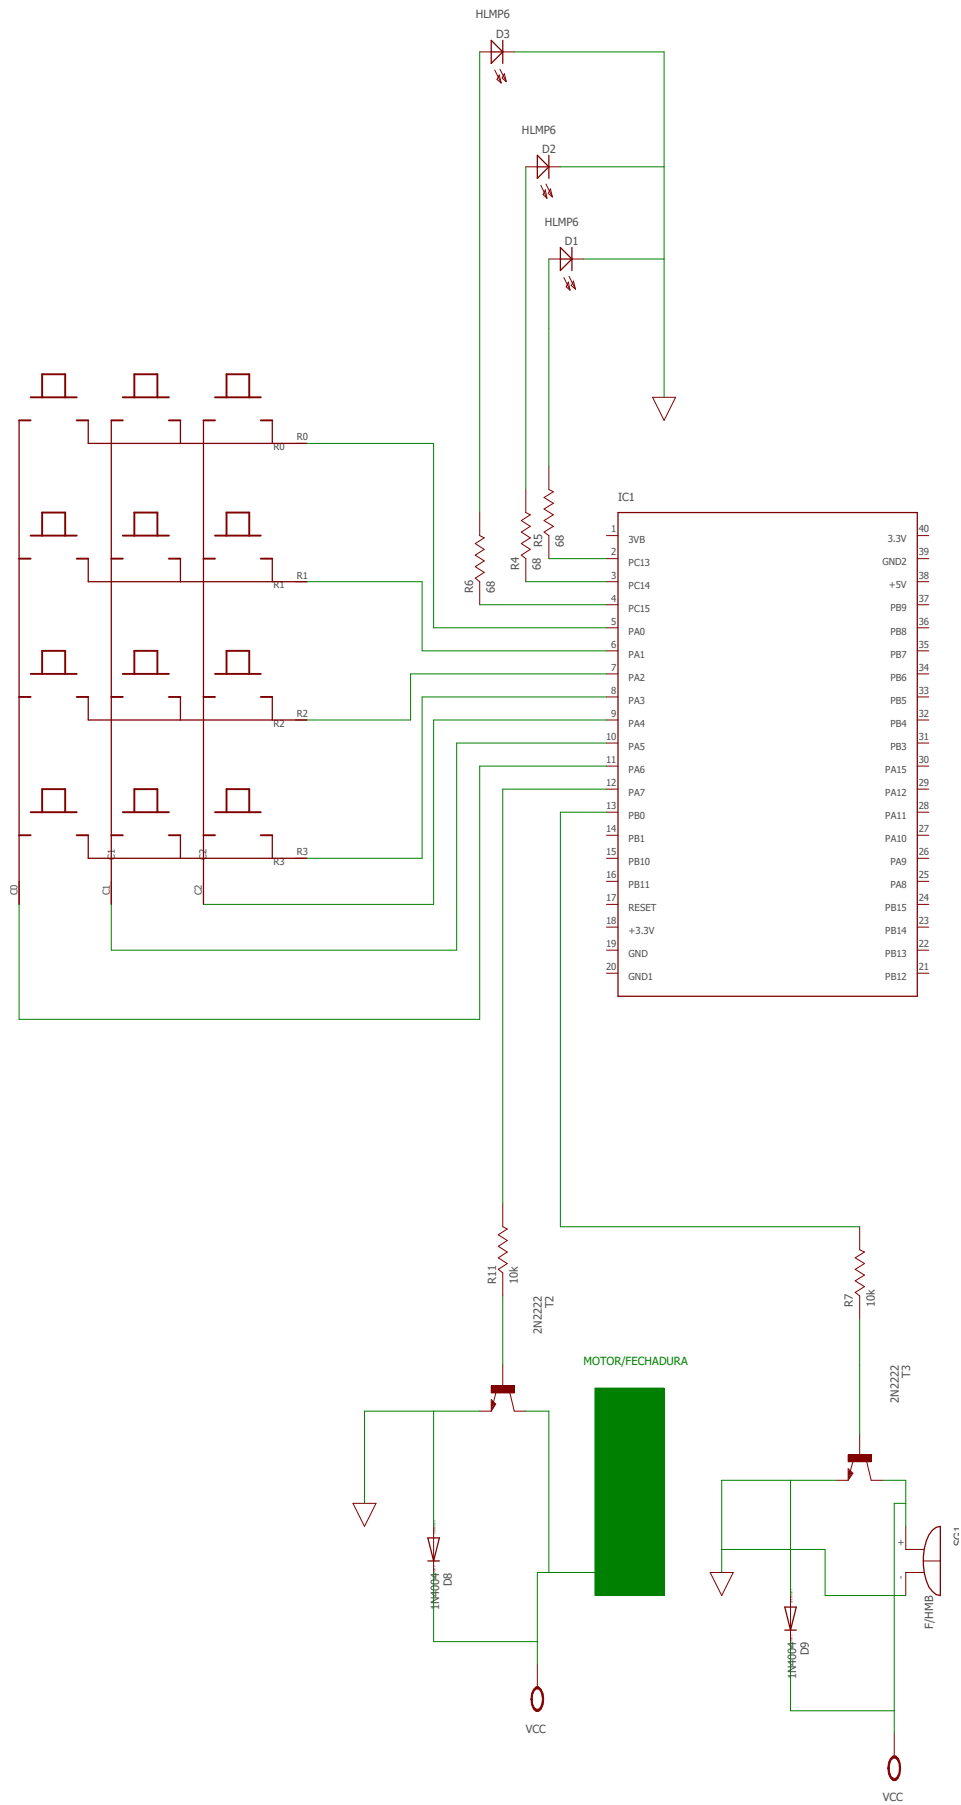 HLMP6
D3
HLMP6
D2
HLMP6
D1
R0
R0
R1
R1
R2
R2
R3
R3
C0
C1
C1
C2
C2
R6
68
R4
68
R5
68
IC1
1 3VB
2 PC13
3 PC14
4 PC15
5 PA0
6 PA1
7 PA2
8 PA3
9 PA4
10 PA5
11 PA6
12 PA7
13 PB0
14 PB1
15 PB10
16 PB11
17 RESET
18 +3.3V
19 GND
20 GND1
40 3.3V
39 GND2
38 +5V
37 PB9
36 PB8
35 PB7
34 PB6
33 PB5
32 PB4
31 PB3
30 PA15
29 PA12
28 PA11
27 PA10
26 PA9
25 PA8
24 PB15
23 PB14
22 PB13
21 PB12
R11
10k
2N2222
T2
R7
10k
2N2222
T3
MOTOR/FECHADURA
1N4004
D8
VCC
+
-
SG1
F/HMB
1N4004
D9
VCC